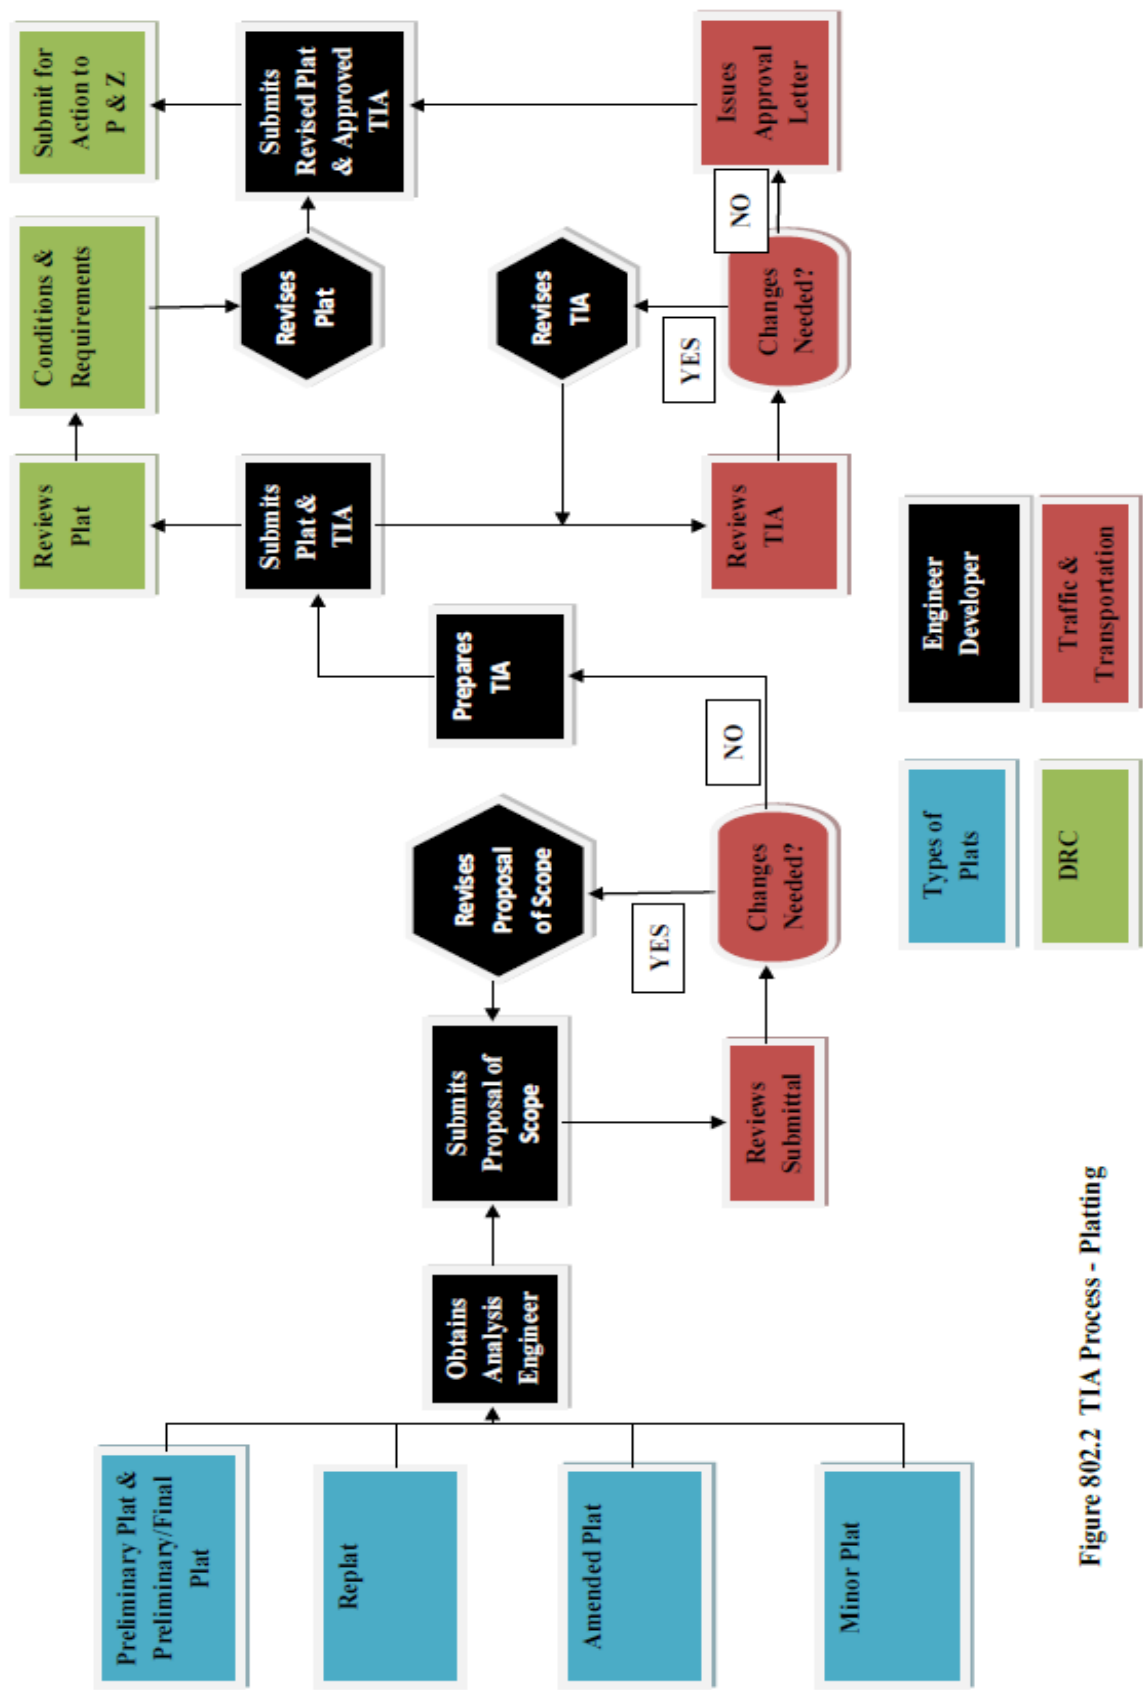 Preliminary Plat &
Preliminary/Final
Plat
Replat
Amended Plat
Minor Plat
Obtains
Analysis
Engineer
Submits
Proposal of
Scope
Reviews
Submittal
Changes
Needed?
YES
Revises
Proposal
of Scope
NO
Prepares
TIA
Submits
Plat &
TIA
Reviews
Plat
Conditions &
Requirements
Revises
Plat
Reviews
TIA
Changes
Needed?
YES
Revises
TIA
NO
Issues
Approval
Letter
Submits
Revised Plat
& Approved
TIA
Submit for
Action to
P & Z
Types of
Plats
Engineer
Developer
DRC
Traffic &
Transportation
Figure 802.2 TIA Process - Platting